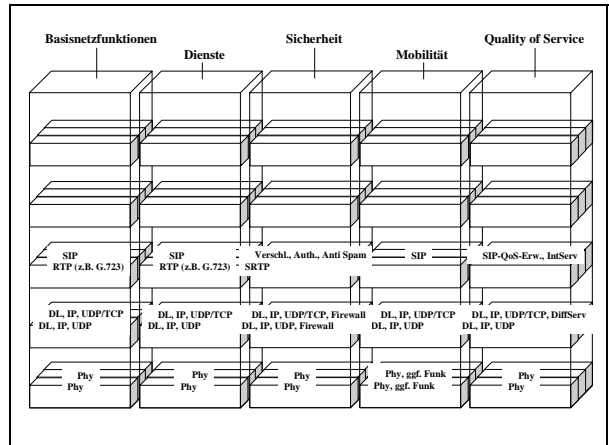 Basisnetzfunktionen
Dienste
Sicherheit
Mobilität
Quality of Service
SIP
RTP (z.B. G.723)
SIP
RTP (z.B. G.723)
Verschl., Auth., Anti Spam
SRTP
SIP
SIP-QoS-Erw., IntServ
DL, IP, UDP/TCP
DL, IP, UDP
DL, IP, UDP/TCP
DL, IP, UDP
DL, IP, UDP/TCP, Firewall
DL, IP, UDP, Firewall
DL, IP, UDP/TCP
DL, IP, UDP
DL, IP, UDP/TCP, DiffServ
DL, IP, UDP
Phy
Phy
Phy
Phy
Phy
Phy
Phy, ggf. Funk
Phy, ggf. Funk
Phy
Phy